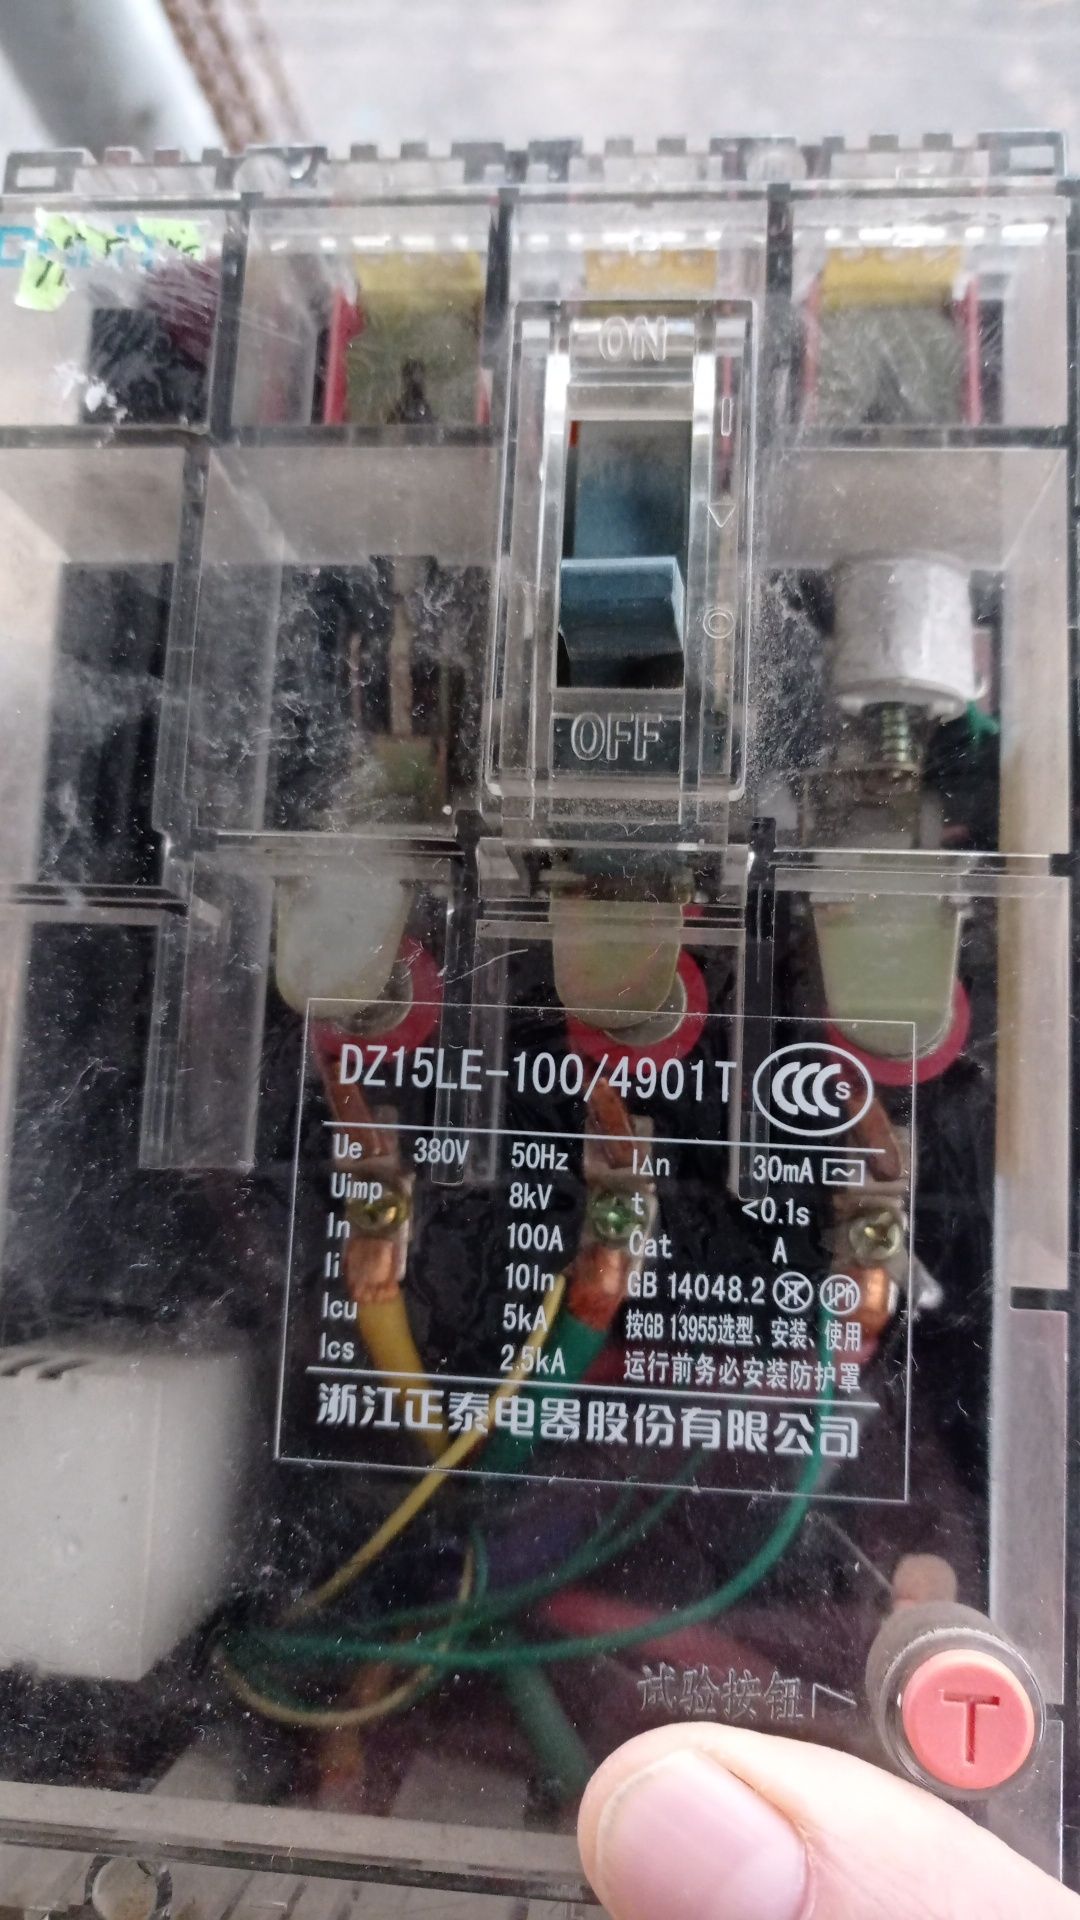 ON
OFF
DZ15LE-100/4901T CCC S
Ue 380V 50Hz I△n 30mA
Uimp 8kV t <0.1s
In 100A Cat A
Ii 10In GB 14048.2
Icu 5kA 按GB 13955选型、安装、使用
Ics 2.5kA 运行前务必安装防护罩
浙江正泰电器股份有限公司
试验按钮
T